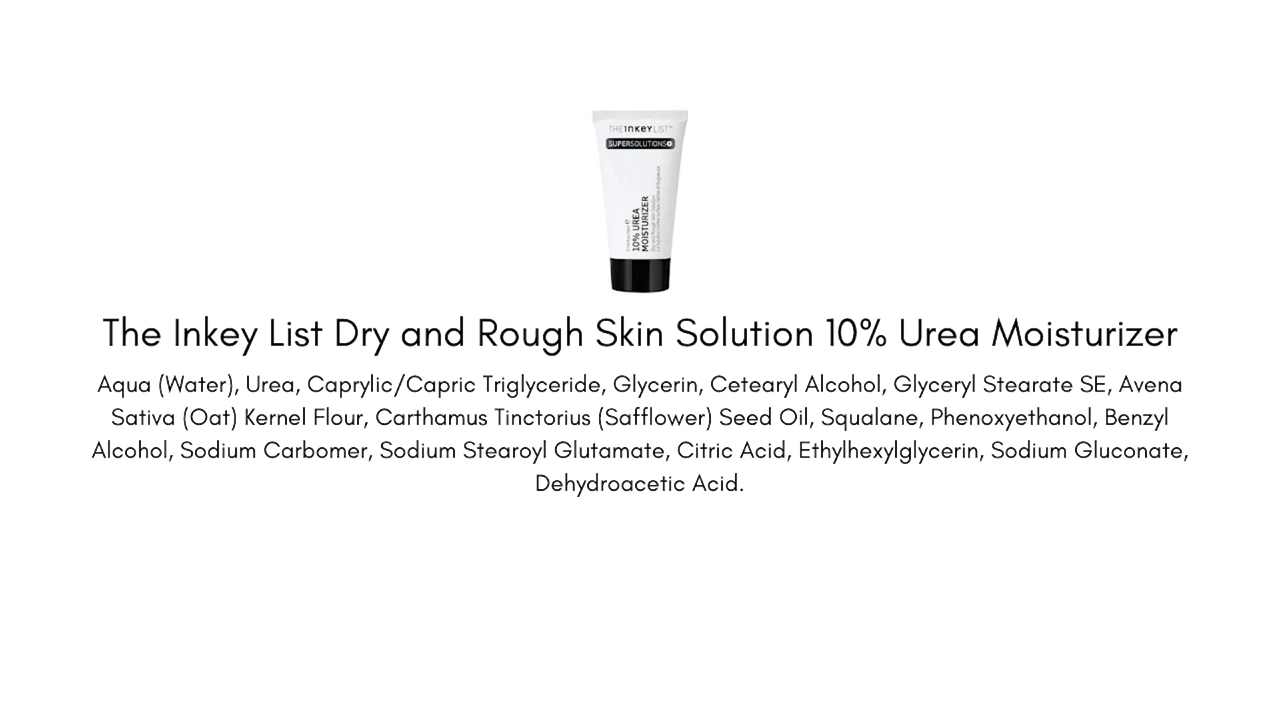 THE INKEY LIST™
SUPERSOLUTIONS
10% UREA
MOISTURIZER
The Inkey List Dry and Rough Skin Solution 10% Urea Moisturizer
Aqua (Water), Urea, Caprylic/Capric Triglyceride, Glycerin, Cetearyl Alcohol, Glyceryl Stearate SE, Avena
Sativa (Oat) Kernel Flour, Carthamus Tinctorius (Safflower) Seed Oil, Squalane, Phenoxyethanol, Benzyl
Alcohol, Sodium Carbomer, Sodium Stearoyl Glutamate, Citric Acid, Ethylhexylglycerin, Sodium Gluconate,
Dehydroacetic Acid.